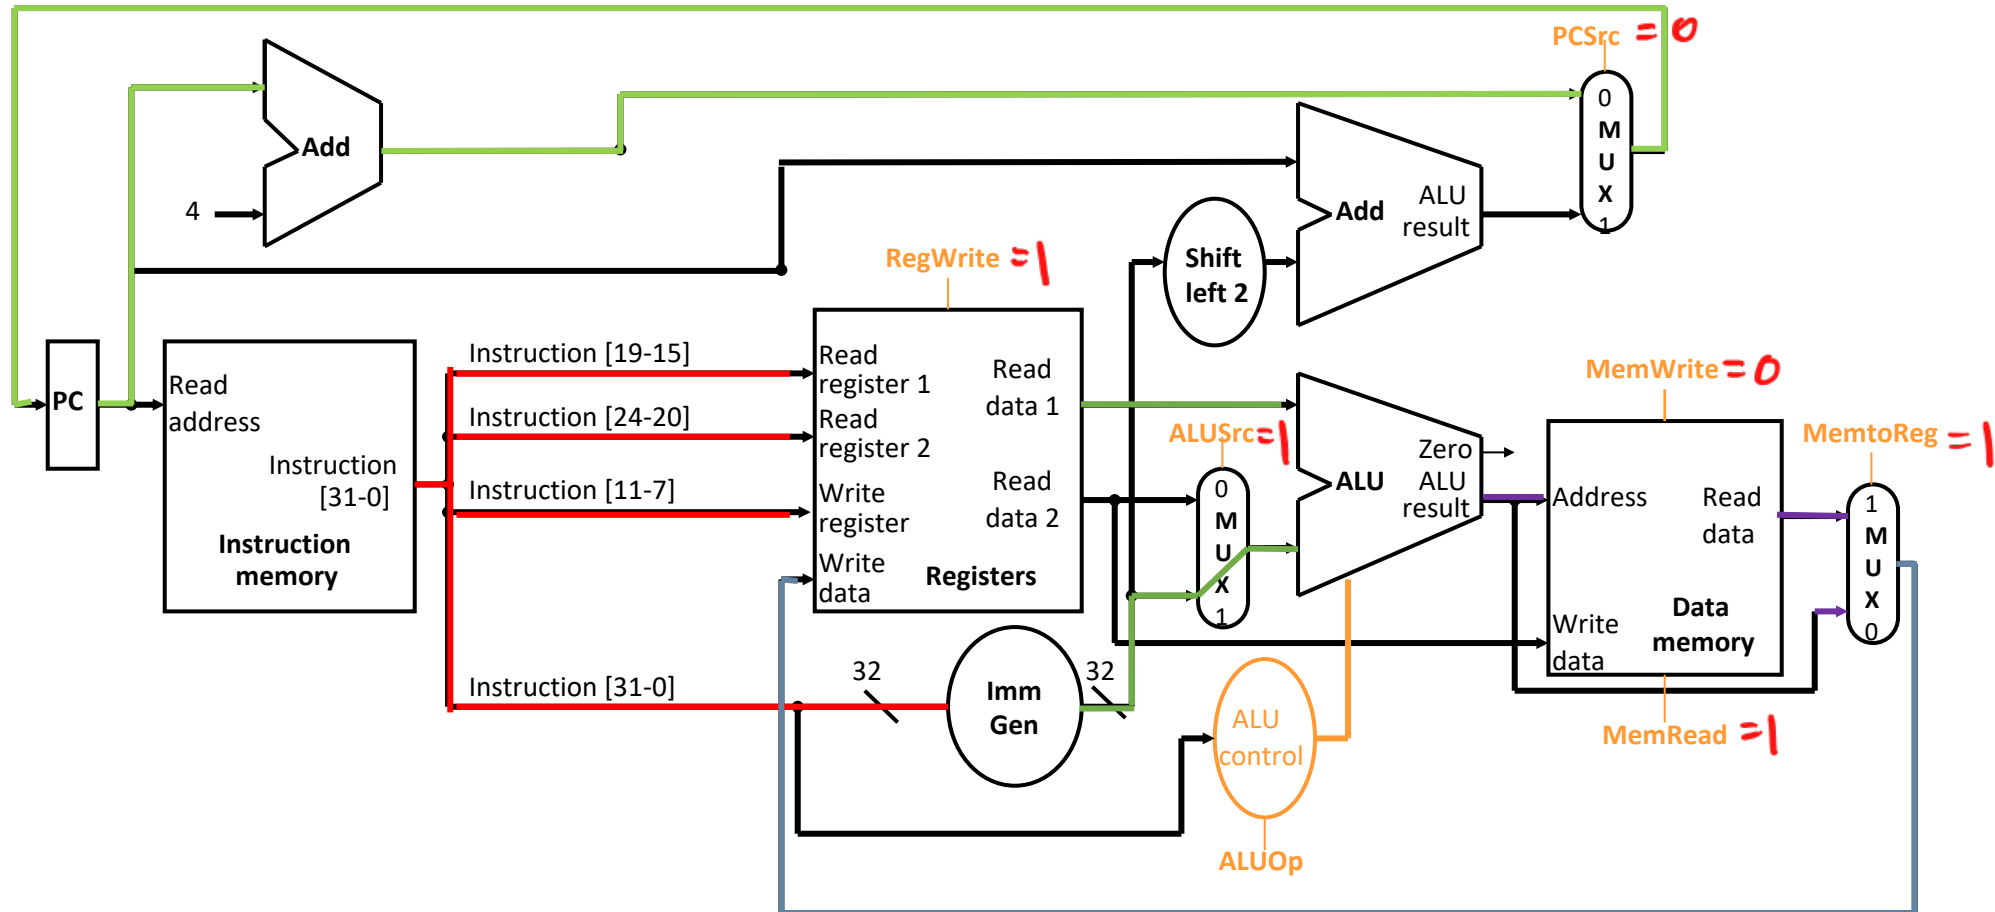 PCSrc = 0
0
M
U
X
1
Add
4
Add
ALU
result
Shift
left 2
RegWrite =1
PC
Read
address
Instruction
[31-0]
Instruction
memory
Instruction [19-15]
Instruction [24-20]
Instruction [11-7]
Instruction [31-0]
Read
register 1
Read
register 2
Write
register
Write
data
Read
data 1
Read
data 2
Registers
ALUSrc=1
0
M
U
X
1
Zero
ALU
ALU
result
MemWrite =0
Address
Read
data
Write
data
Data
memory
MemRead =1
MemtoReg =1
1
M
U
X
0
32
Imm
Gen
32
ALU
control
ALUOp